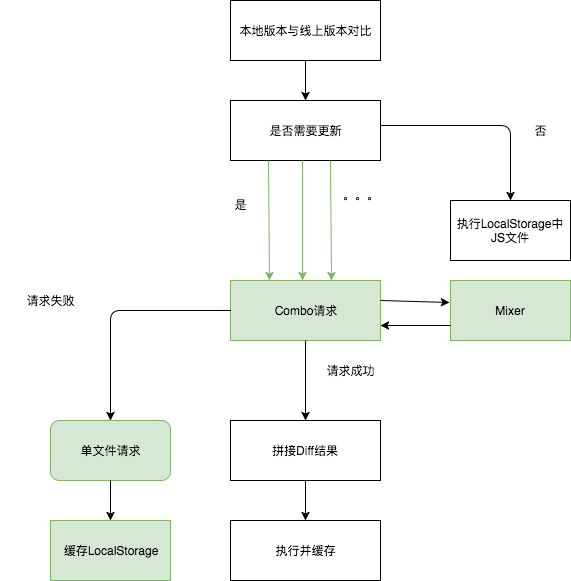 本地版本与线上版本对比
是否需要更新
否
是
。。。
执行LocalStorage中
JS文件
请求失败
Combo请求
Mixer
请求成功
单文件请求
拼接Diff结果
缓存LocalStorage
执行并缓存